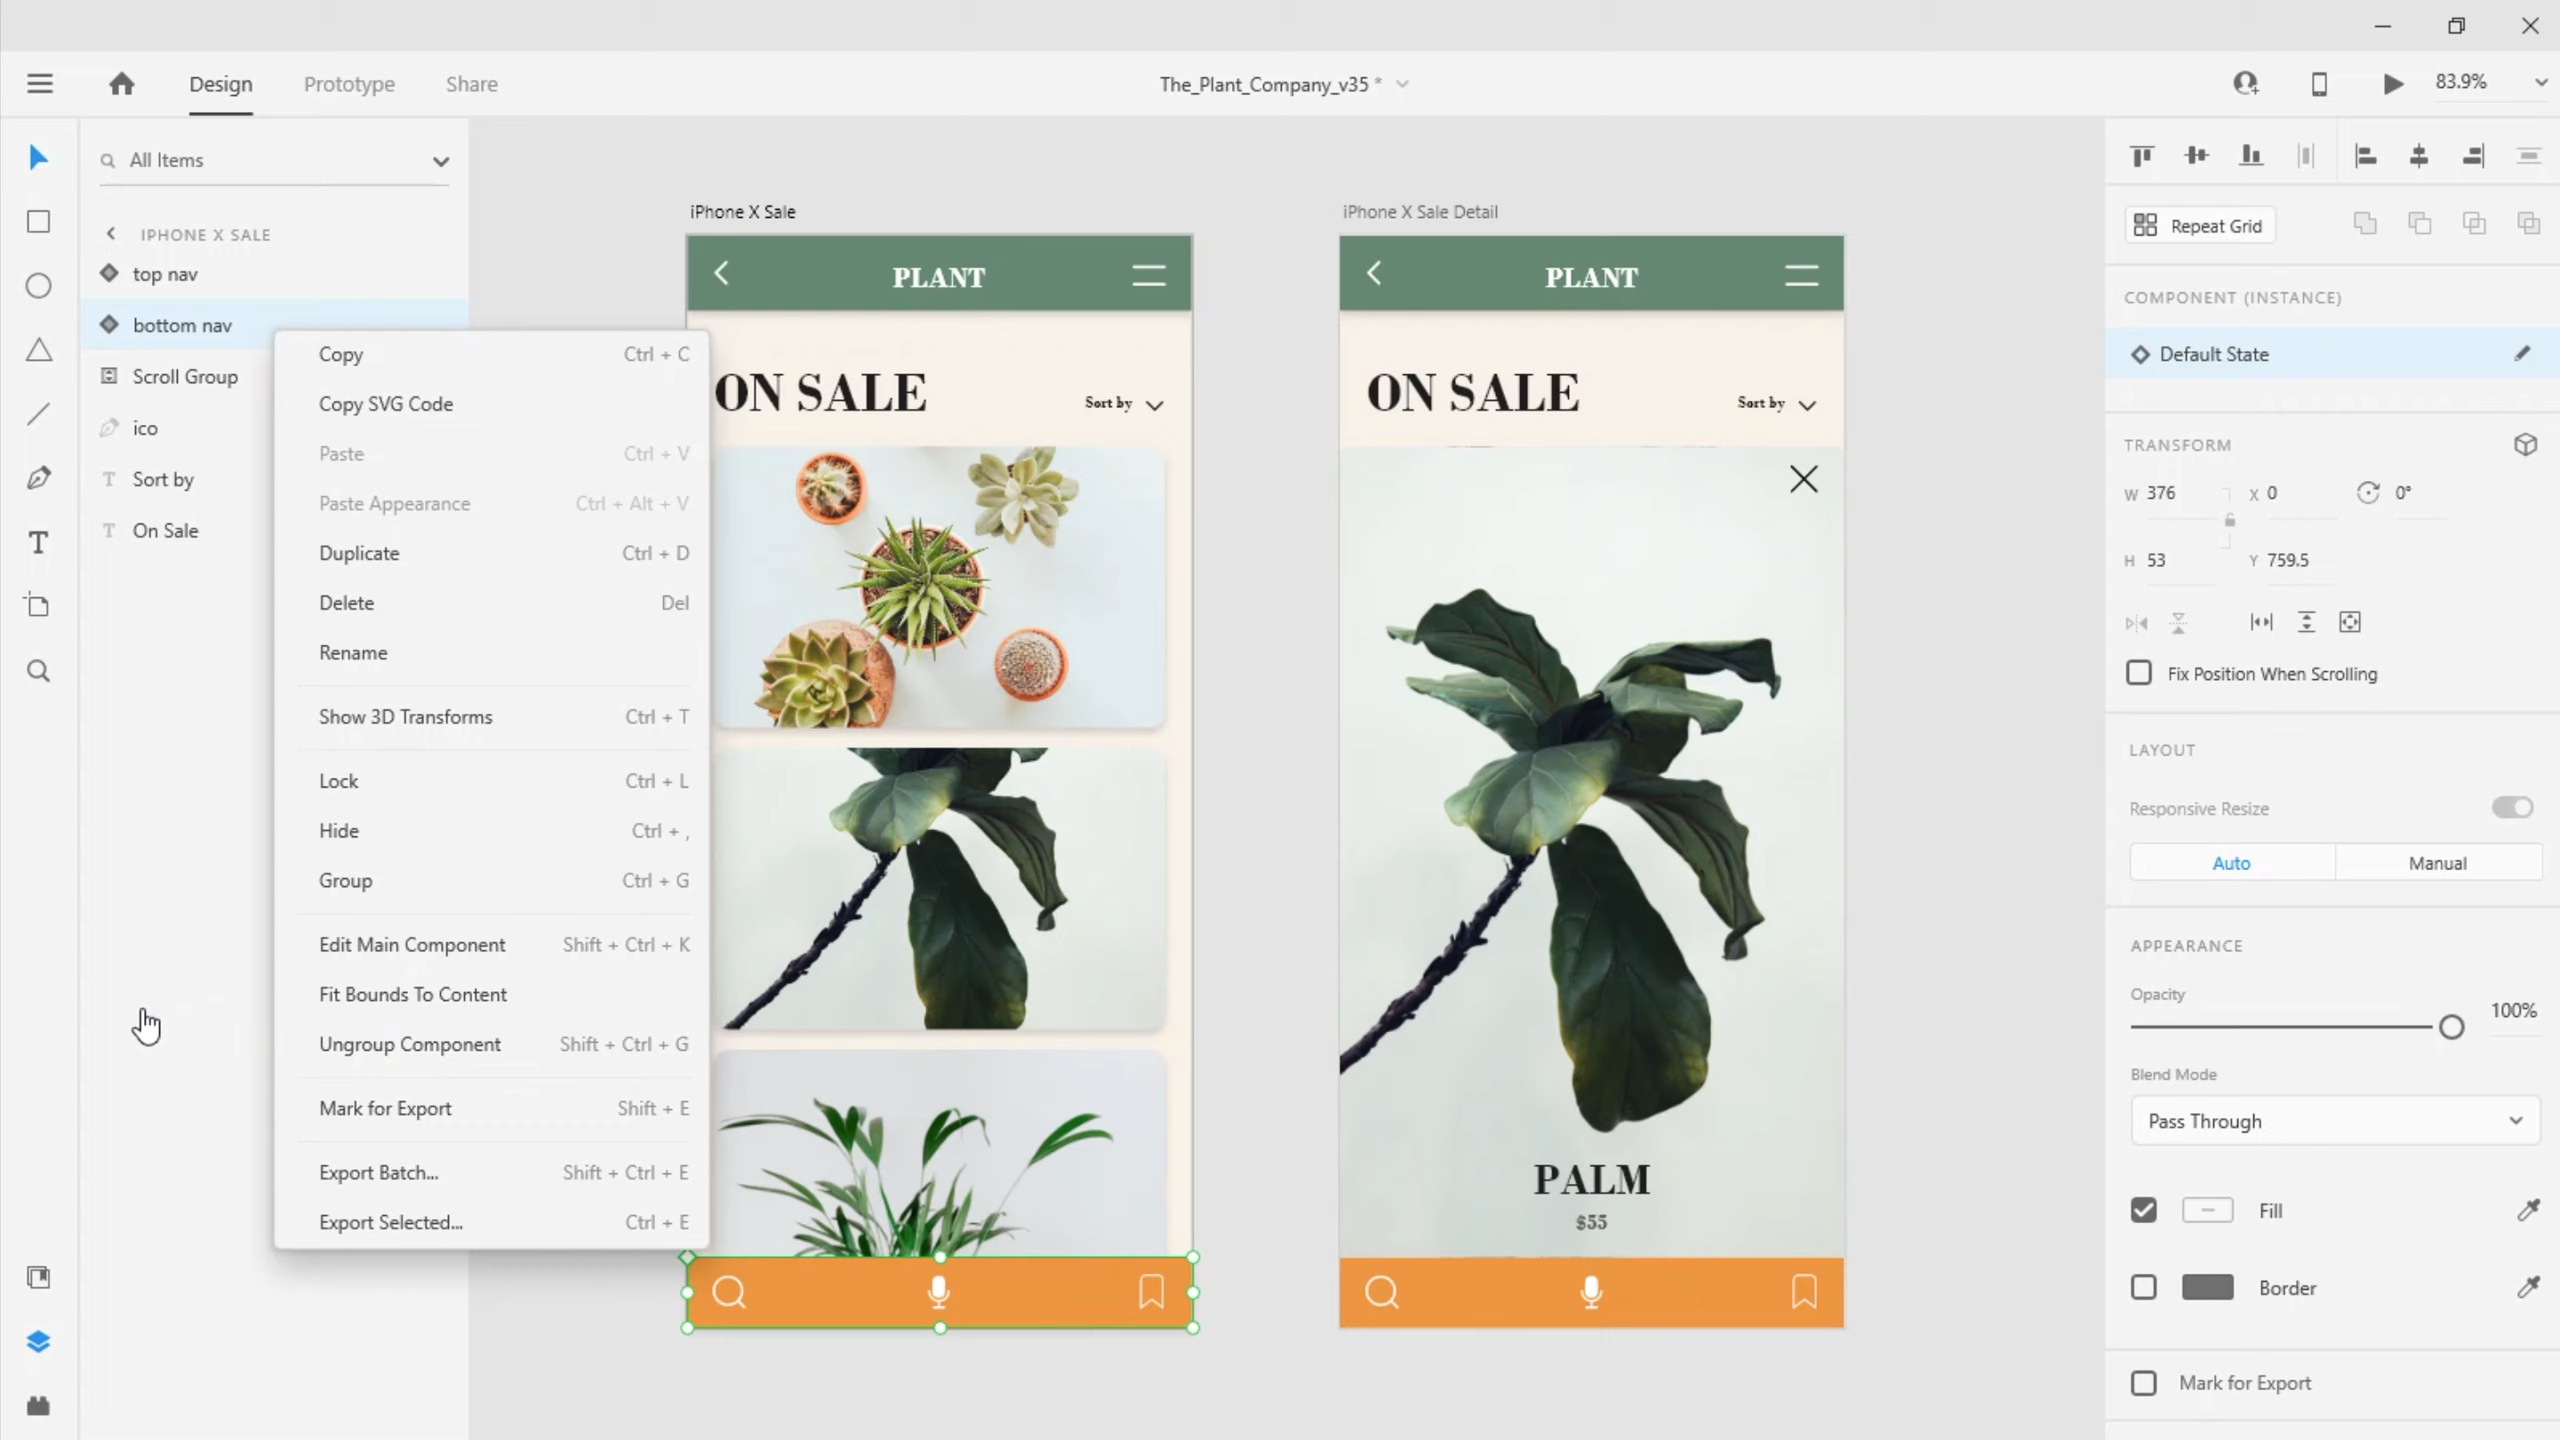 Design
Prototype
Share
The_Plant_Company_v35 *
83.9%
All Items
IPHONE X SALE
top nav
bottom nav
Scroll Group
ico
Sort by
On Sale
Copy Ctrl + C
Copy SVG Code
Paste Ctrl + V
Paste Appearance Ctrl + Alt + V
Duplicate Ctrl + D
Delete Del
Rename
Show 3D Transforms Ctrl + T
Lock Ctrl + L
Hide Ctrl + ,
Group Ctrl + G
Edit Main Component Shift + Ctrl + K
Fit Bounds To Content
Ungroup Component Shift + Ctrl + G
Mark for Export Shift + E
Export Batch... Shift + Ctrl + E
Export Selected... Ctrl + E
iPhone X Sale
PLANT
ON SALE
Sort by
iPhone X Sale Detail
PLANT
ON SALE
Sort by
PALM
$55
Repeat Grid
COMPONENT (INSTANCE)
Default State
TRANSFORM
W 376 X 0 0°
H 53 Y 759.5
Fix Position When Scrolling
LAYOUT
Responsive Resize
Auto Manual
APPEARANCE
Opacity
100%
Blend Mode
Pass Through
Fill
Border
Mark for Export